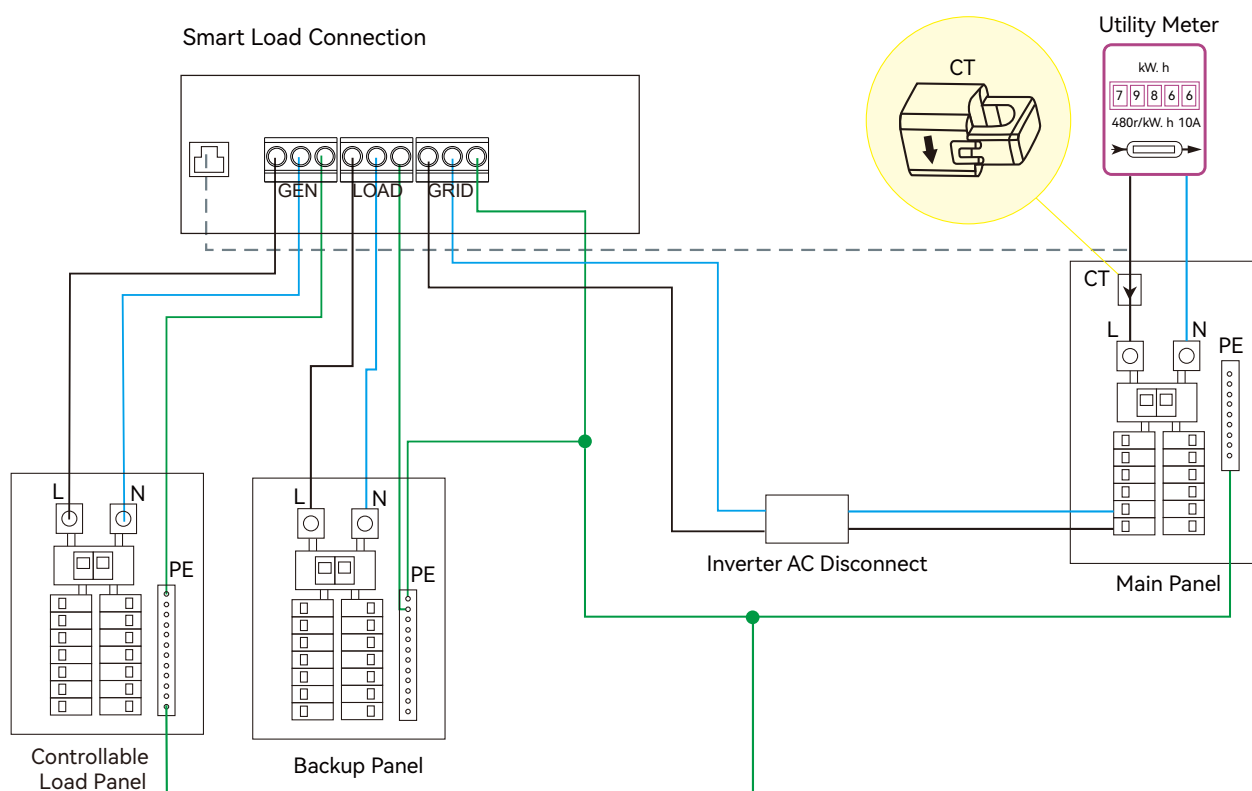 Smart Load Connection
Utility Meter
CT
kW. h
7 9 8 6 6
480r/kW. h 10A
GEN LOAD GRID
CT
L N
PE
L N
PE
L N
PE
Inverter AC Disconnect
Main Panel
Controllable
Load Panel
Backup Panel